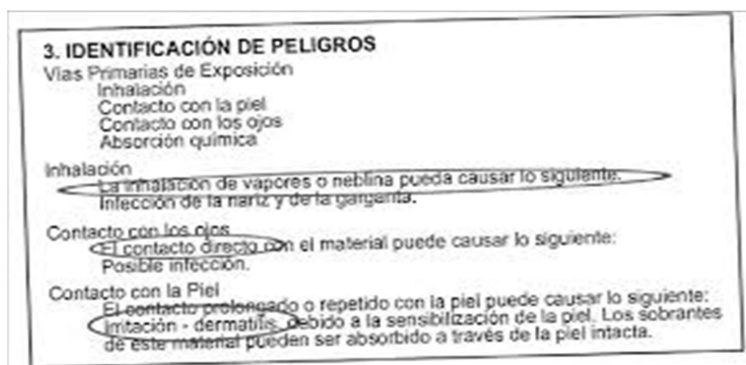 3. IDENTIFICACIÓN DE PELIGROS
Vias Primarias de Exposición
Inhalación
Contacto con la piel
Contacto con los ojos
Absorción química
Inhalación
La inhalación de vapores o neblina pueda causar lo siguiente.
Infección de la nariz y de la garganta.
Contacto con los ojos
El contacto directo con el material puede causar lo siguiente:
Posible infección.
Contacto con la Piel
El contacto prolongado o repetido con la piel puede causar lo siguiente:
Irritación - dermatitis, debido a la sensibilización de la piel. Los sobrantes
de este material pueden ser absorbido a través de la piel intacta.